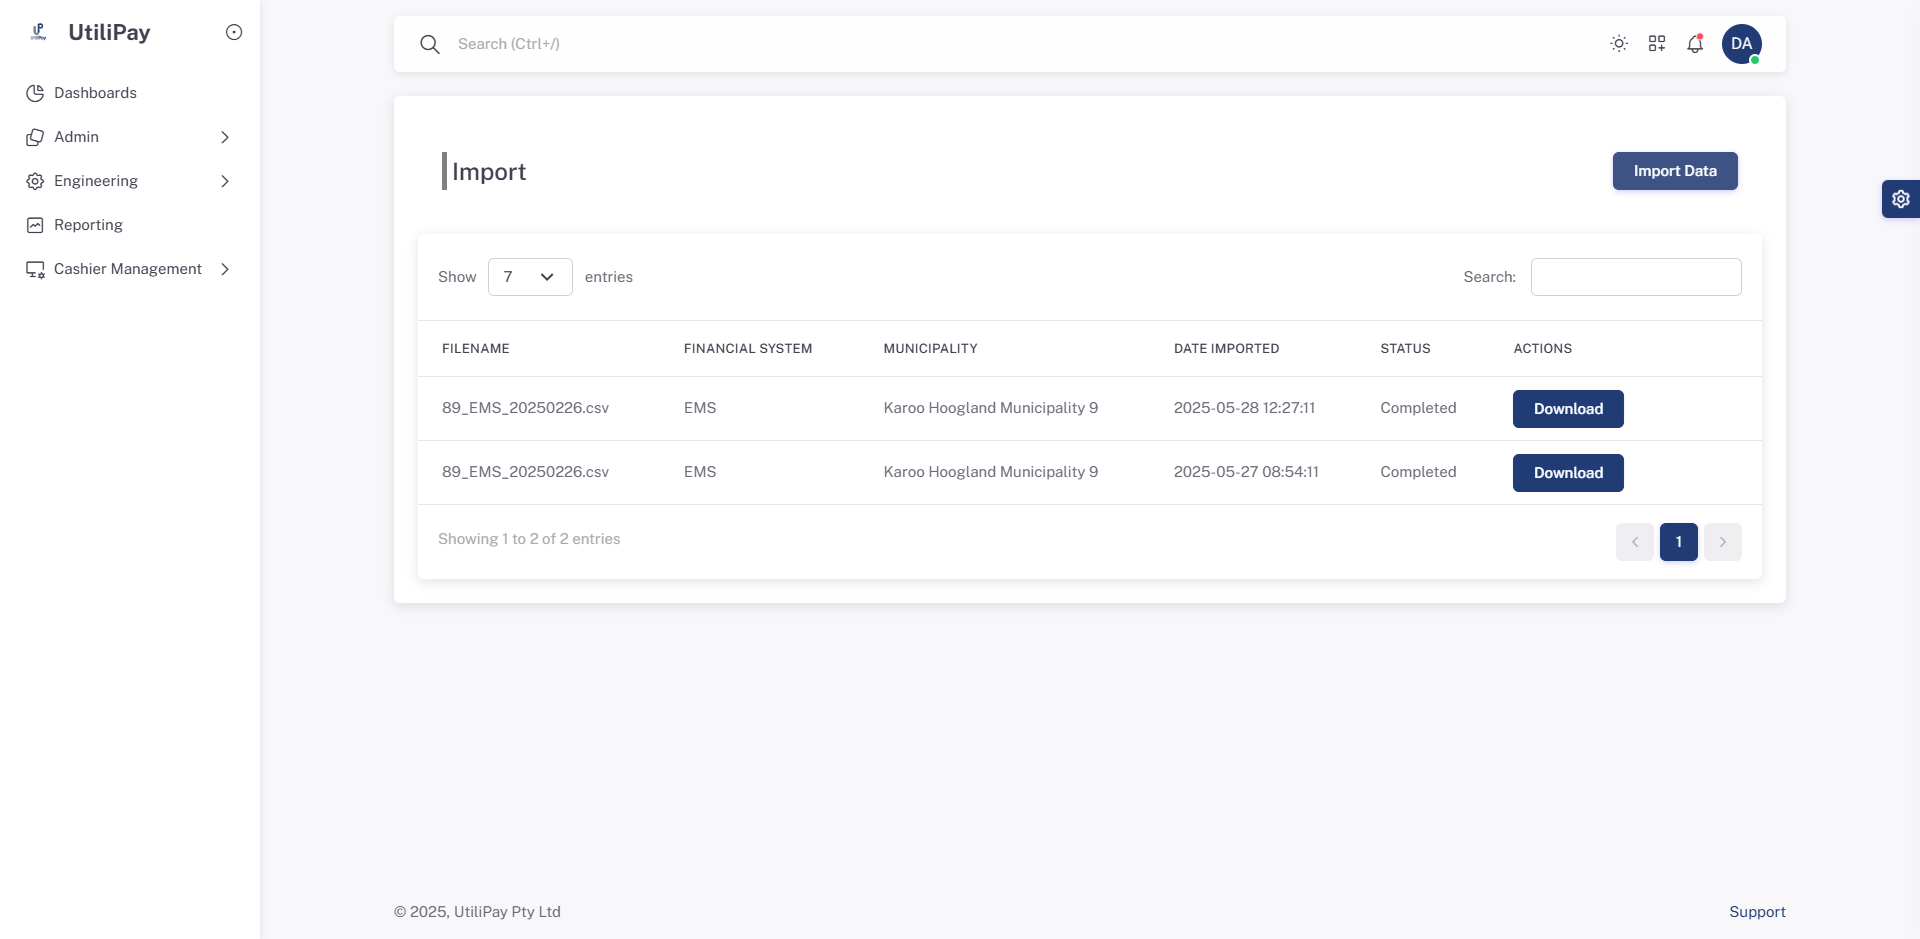 UtiliPay
Dashboards
Admin
Engineering
Reporting
Cashier Management
Search (Ctrl+/)
DA
Import
Import Data
Show 7 entries
Search:
FILENAME FINANCIAL SYSTEM MUNICIPALITY DATE IMPORTED STATUS ACTIONS
89_EMS_20250226.csv EMS Karoo Hoogland Municipality 9 2025-05-28 12:27:11 Completed Download
89_EMS_20250226.csv EMS Karoo Hoogland Municipality 9 2025-05-27 08:54:11 Completed Download
Showing 1 to 2 of 2 entries
1
© 2025, UtiliPay Pty Ltd
Support